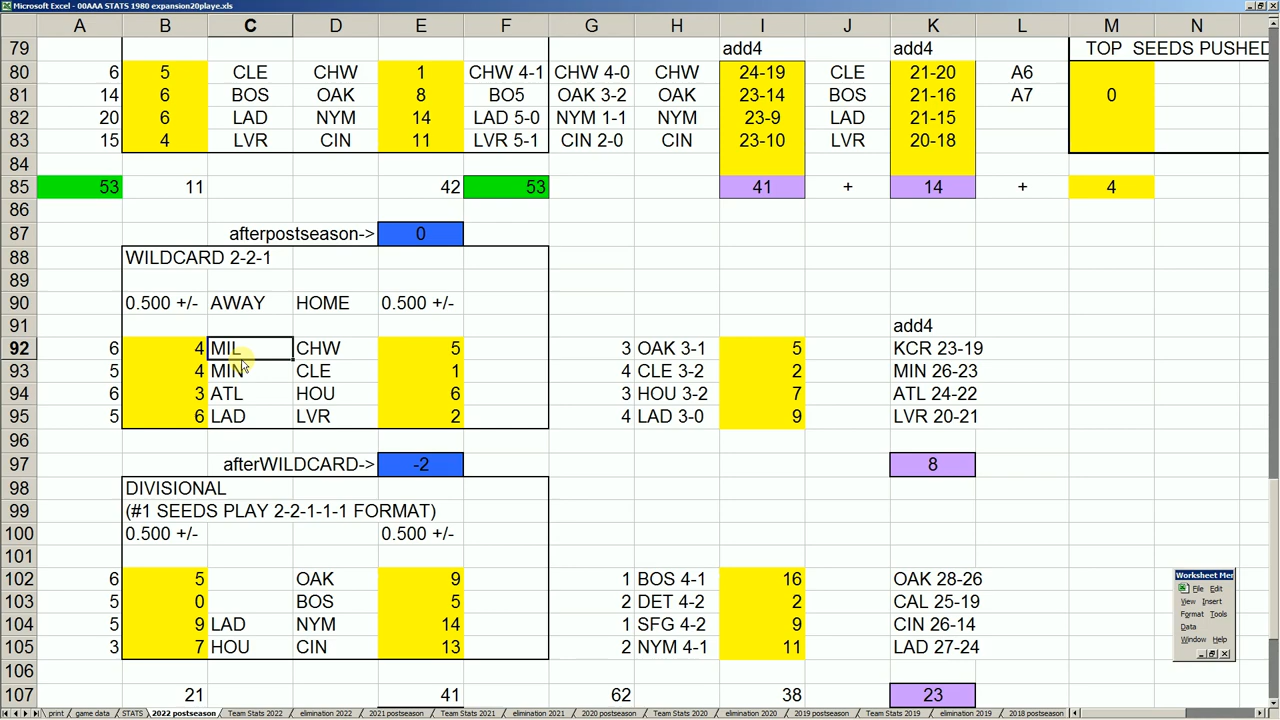 Microsoft Excel - 00AAA STATS 1980 expansion20playe.xls
A B C D E F G H I J K L M N
79 add4 add4 TOP SEEDS PUSHED
80 6 5 CLE CHW 1 CHW 4-1 CHW 4-0 CHW 24-19 CLE 21-20 A6
81 14 6 BOS OAK 8 BO5 OAK 3-2 OAK 23-14 BOS 21-16 A7 0
82 20 6 LAD NYM 14 LAD 5-0 NYM 1-1 NYM 23-9 LAD 21-15
83 15 4 LVR CIN 11 LVR 5-1 CIN 2-0 CIN 23-10 LVR 20-18
84
85 53 11 42 53 41 + 14 + 4
86
87 afterpostseason-> 0
88 WILDCARD 2-2-1
89
90 0.500 +/- AWAY HOME 0.500 +/-
91 add4
92 6 4 MIL CHW 5 3 OAK 3-1 5 KCR 23-19
93 5 4 MIN CLE 1 4 CLE 3-2 2 MIN 26-23
94 6 3 ATL HOU 6 3 HOU 3-2 7 ATL 24-22
95 5 6 LAD LVR 2 4 LAD 3-0 9 LVR 20-21
96
97 afterWILDCARD-> -2 8
98 DIVISIONAL
99 (#1 SEEDS PLAY 2-2-1-1-1 FORMAT)
100 0.500 +/- 0.500 +/-
101
102 6 5 OAK 9 1 BOS 4-1 16 OAK 28-26
103 5 0 BOS 5 2 DET 4-2 2 CAL 25-19
104 5 9 LAD NYM 14 1 SFG 4-2 9 CIN 26-14
105 3 7 HOU CIN 13 2 NYM 4-1 11 LAD 27-24
106
107 21 41 62 38 23
Worksheet Mer
File Edit
View Insert
Format Tools
Data
Window Help
print game data STATS 2022 postseason Team Stats 2022 elimination 2022 2021 postseason Team Stats 2021 elimination 2021 2020 postseason Team Stats 2020 elimination 2020 2019 postseason Team Stats 2019 elimination 2019 2018 postseason